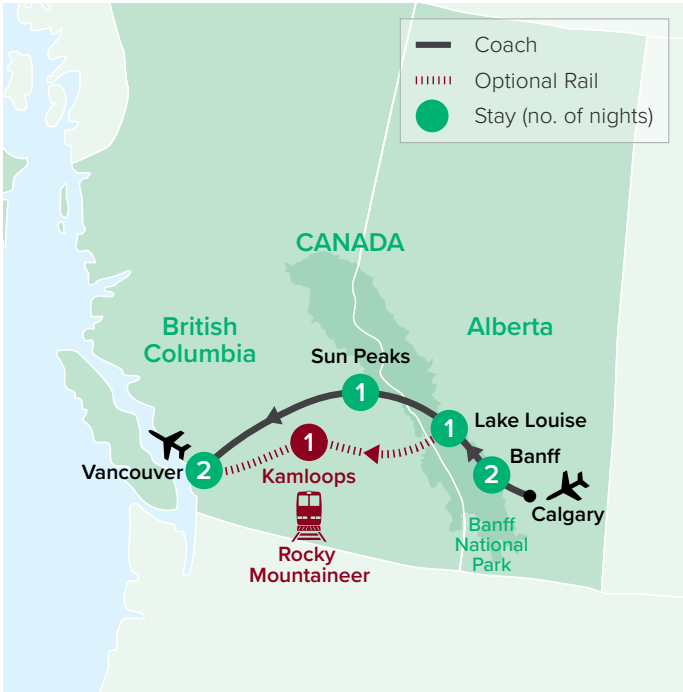 Coach
Optional Rail
Stay (no. of nights)
CANADA
British
Columbia
Alberta
Sun Peaks
1
1
Lake Louise
Banff
2
Calgary
1
Kamloops
Vancouver
2
Rocky
Mountaineer
Banff
National
Park